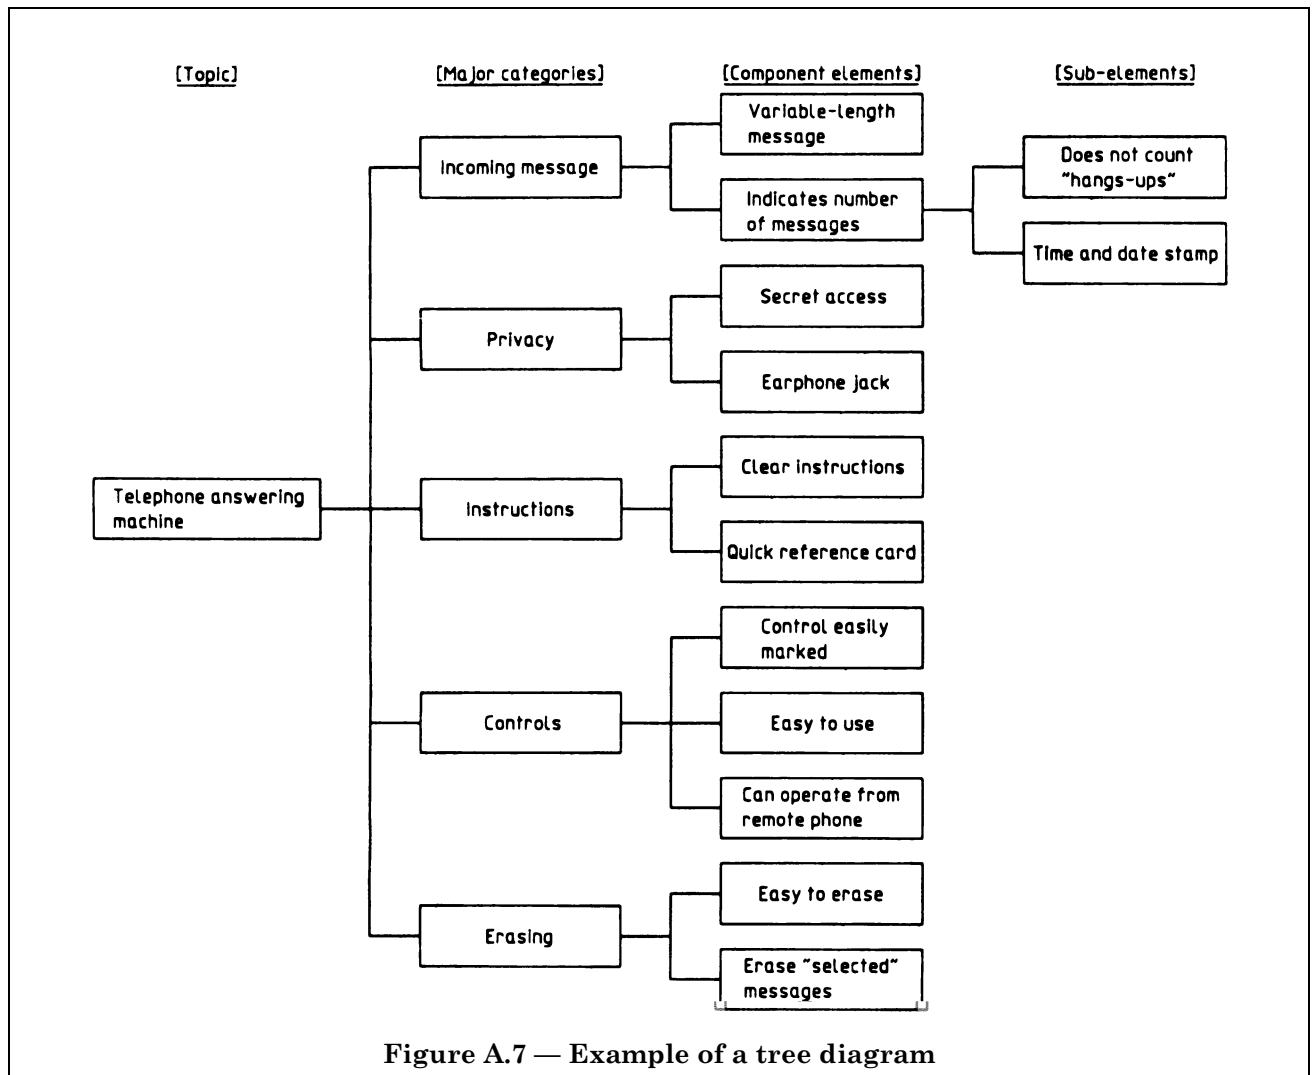 [Topic]
[Major categories]
[Component elements]
[Sub-elements]
Telephone answering
machine
Incoming message
Variable-length
message
Indicates number
of messages
Does not count
"hangs-ups"
Time and date stamp
Privacy
Secret access
Earphone jack
Instructions
Clear instructions
Quick reference card
Controls
Control easily
marked
Easy to use
Can operate from
remote phone
Erasing
Easy to erase
Erase "selected"
messages
Figure A.7 — Example of a tree diagram